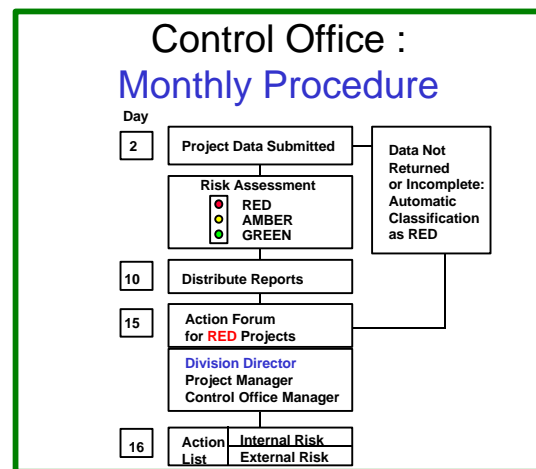 Control Office :
Monthly Procedure
Day
2
Project Data Submitted
Data Not
Returned
or Incomplete:
Automatic
Classification
as RED
Risk Assessment
RED
AMBER
GREEN
10
Distribute Reports
15
Action Forum
for RED Projects
Division Director
Project Manager
Control Office Manager
16
Action
List
Internal Risk
External Risk